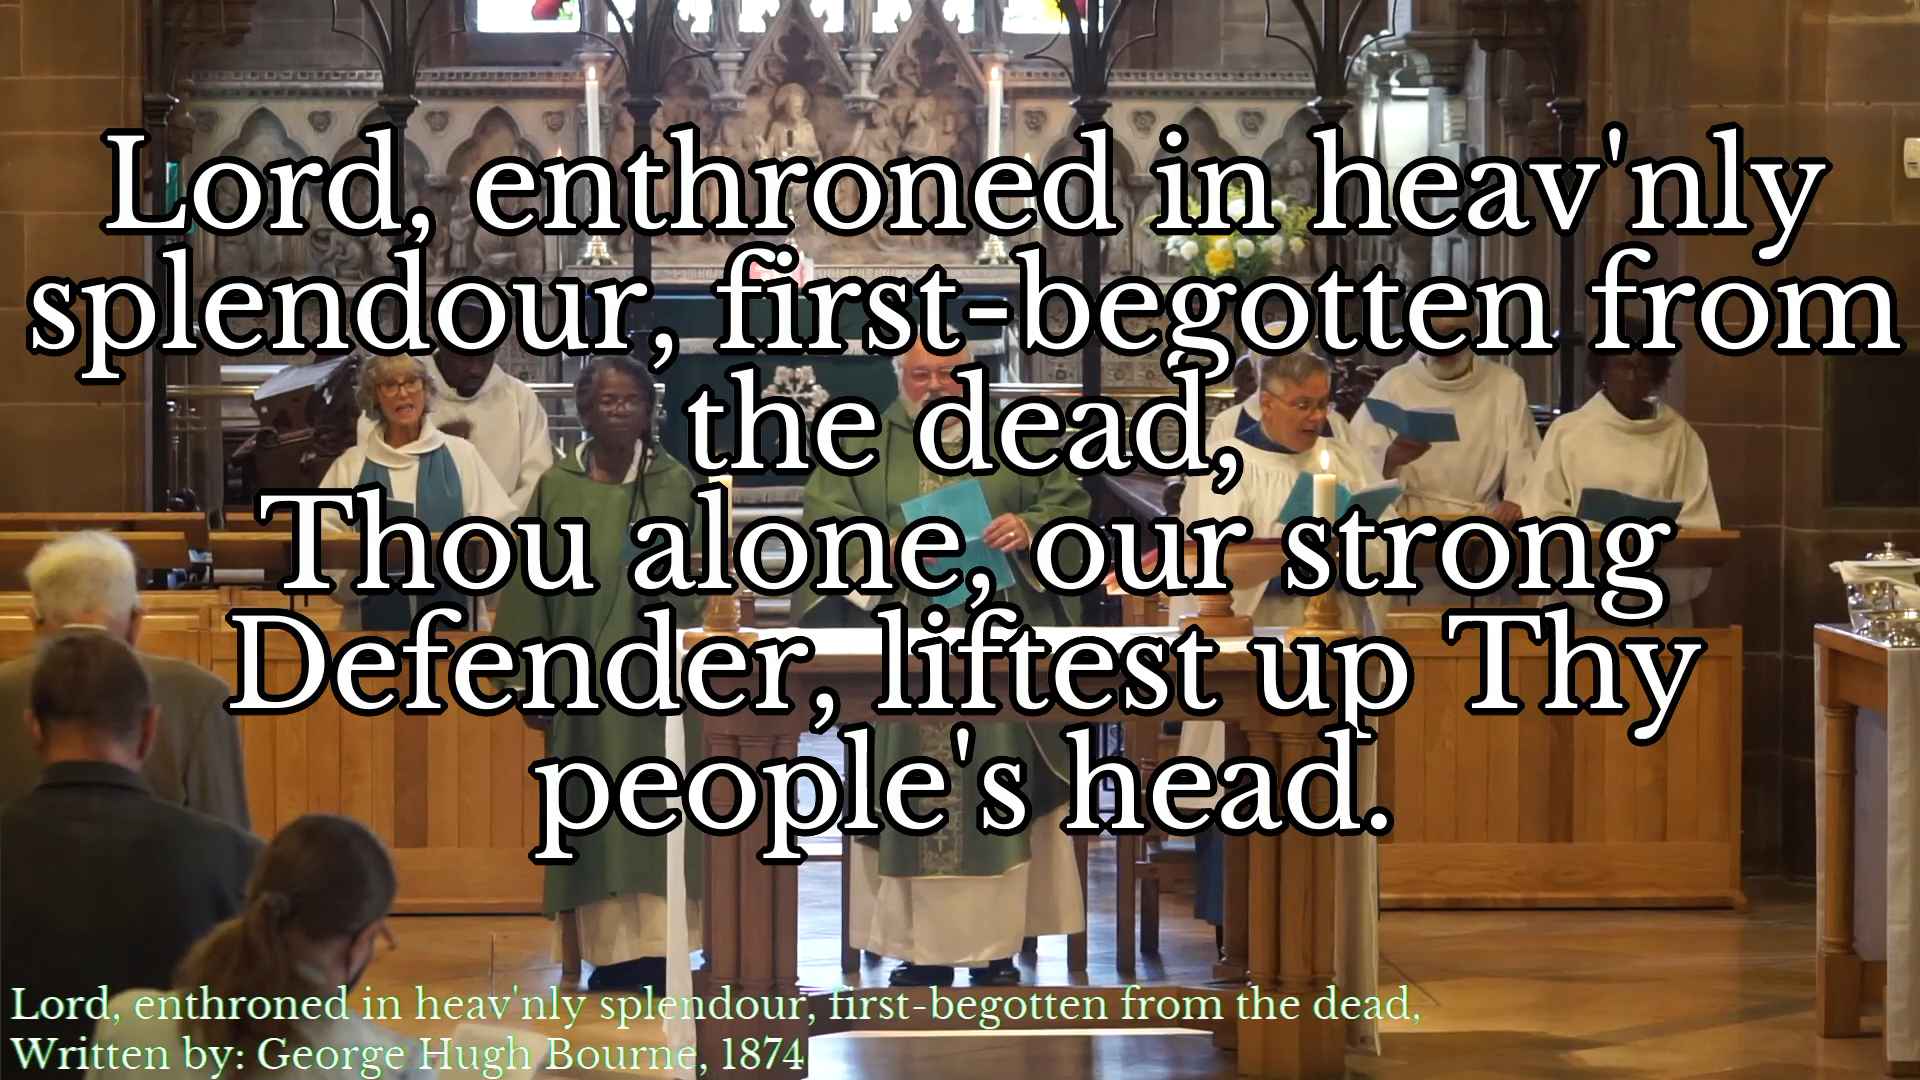 Lord, enthroned in heav'nly
splendour, first-begotten from
the dead,
Thou alone, our strong
Defender, liftest up Thy
people's head.
Lord, enthroned in heav'nly splendour, first-begotten from the dead,
Written by: George Hugh Bourne, 1874